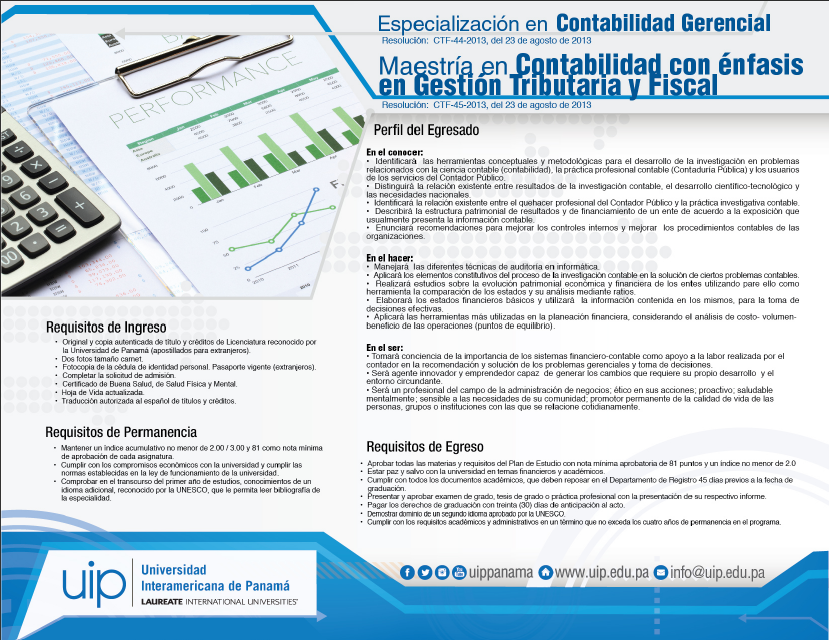 Especialización en Contabilidad Gerencial
Resolución: CTF-44-2013, del 23 de agosto de 2013
Maestría en Contabilidad con énfasis
en Gestión Tributaria y Fiscal
Resolución: CTF-45-2013, del 23 de agosto de 2013
PERFORMANCE
Perfil del Egresado
En el conocer:
• Identificará las herramientas conceptuales y metodológicas para el desarrollo de la investigación en problemas
relacionados con la ciencia contable (contabilidad), la práctica profesional contable (Contaduría Pública) y los usuarios
de los servicios del Contador Público.
• Distinguirá la relación existente entre resultados de la investigación contable, el desarrollo científico-tecnológico y
las necesidades nacionales.
• Identificará la relación existente entre el quehacer profesional del Contador Público y la práctica investigativa contable.
• Describirá la estructura patrimonial de resultados y de financiamiento de un ente de acuerdo a la exposición que
usualmente presenta la información contable.
• Enunciará recomendaciones para mejorar los controles internos y mejorar los procedimientos contables de las
organizaciones.
En el hacer:
• Manejará las diferentes técnicas de auditoria en informática.
• Aplicará los elementos constitutivos del proceso de la investigación contable en la solución de ciertos problemas contables.
• Realizará estudios sobre la evolución patrimonial económica y financiera de los entes utilizando pare ello como
herramienta la comparación de los estados y su análisis mediante ratios.
• Elaborará los estados financieros básicos y utilizará la información contenida en los mismos, para la toma de
decisiones efectivas.
• Aplicará las herramientas más utilizadas en la planeación financiera, considerando el análisis de costo- volumen-
beneficio de las operaciones (puntos de equilibrio).
En el ser:
• Tomará conciencia de la importancia de los sistemas financiero-contable como apoyo a la labor realizada por el
contador en la recomendación y solución de los problemas gerenciales y toma de decisiones.
• Será agente innovador y emprendedor capaz de generar los cambios que requiere su propio desarrollo y el
entorno circundante.
• Será un profesional del campo de la administración de negocios; ético en sus acciones; proactivo; saludable
mentalmente; sensible a las necesidades de su comunidad; promotor permanente de la calidad de vida de las
personas, grupos o instituciones con las que se relacione cotidianamente.
Requisitos de Ingreso
• Original y copia autenticada de título y créditos de Licenciatura reconocido por
la Universidad de Panamá (apostillados para extranjeros).
• Dos fotos tamaño carnet.
• Fotocopia de la cédula de identidad personal. Pasaporte vigente (extranjeros).
• Completar la solicitud de admisión.
• Certificado de Buena Salud, de Salud Física y Mental.
• Hoja de Vida actualizada.
• Traducción autorizada al español de títulos y créditos.
Requisitos de Permanencia
• Mantener un índice acumulativo no menor de 2.00 / 3.00 y 81 como nota mínima
de aprobación de cada asignatura.
• Cumplir con los compromisos económicos con la universidad y cumplir las
normas establecidas en la ley de funcionamiento de la universidad.
• Comprobar en el transcurso del primer año de estudios, conocimientos de un
idioma adicional, reconocido por la UNESCO, que le permita leer bibliografía de
la especialidad.
Requisitos de Egreso
• Aprobar todas las materias y requisitos del Plan de Estudio con nota mínima aprobatoria de 81 puntos y un índice no menor de 2.0
• Estar paz y salvo con la universidad en temas financieros y académicos.
• Cumplir con todos los documentos académicos, que deben reposar en el Departamento de Registro 45 días previos a la fecha de
graduación.
• Presentar y aprobar examen de grado, tesis de grado o práctica profesional con la presentación de su respectivo informe.
• Pagar los derechos de graduación con treinta (30) días de anticipación al acto.
• Demostrar dominio de un segundo idioma aprobado por la UNESCO.
• Cumplir con los requisitos académicos y administrativos en un término que no exceda los cuatro años de permanencia en el programa.
uip
Universidad
Interamericana de Panamá
LAUREATE INTERNATIONAL UNIVERSITIES
uippanama www.uip.edu.pa info@uip.edu.pa